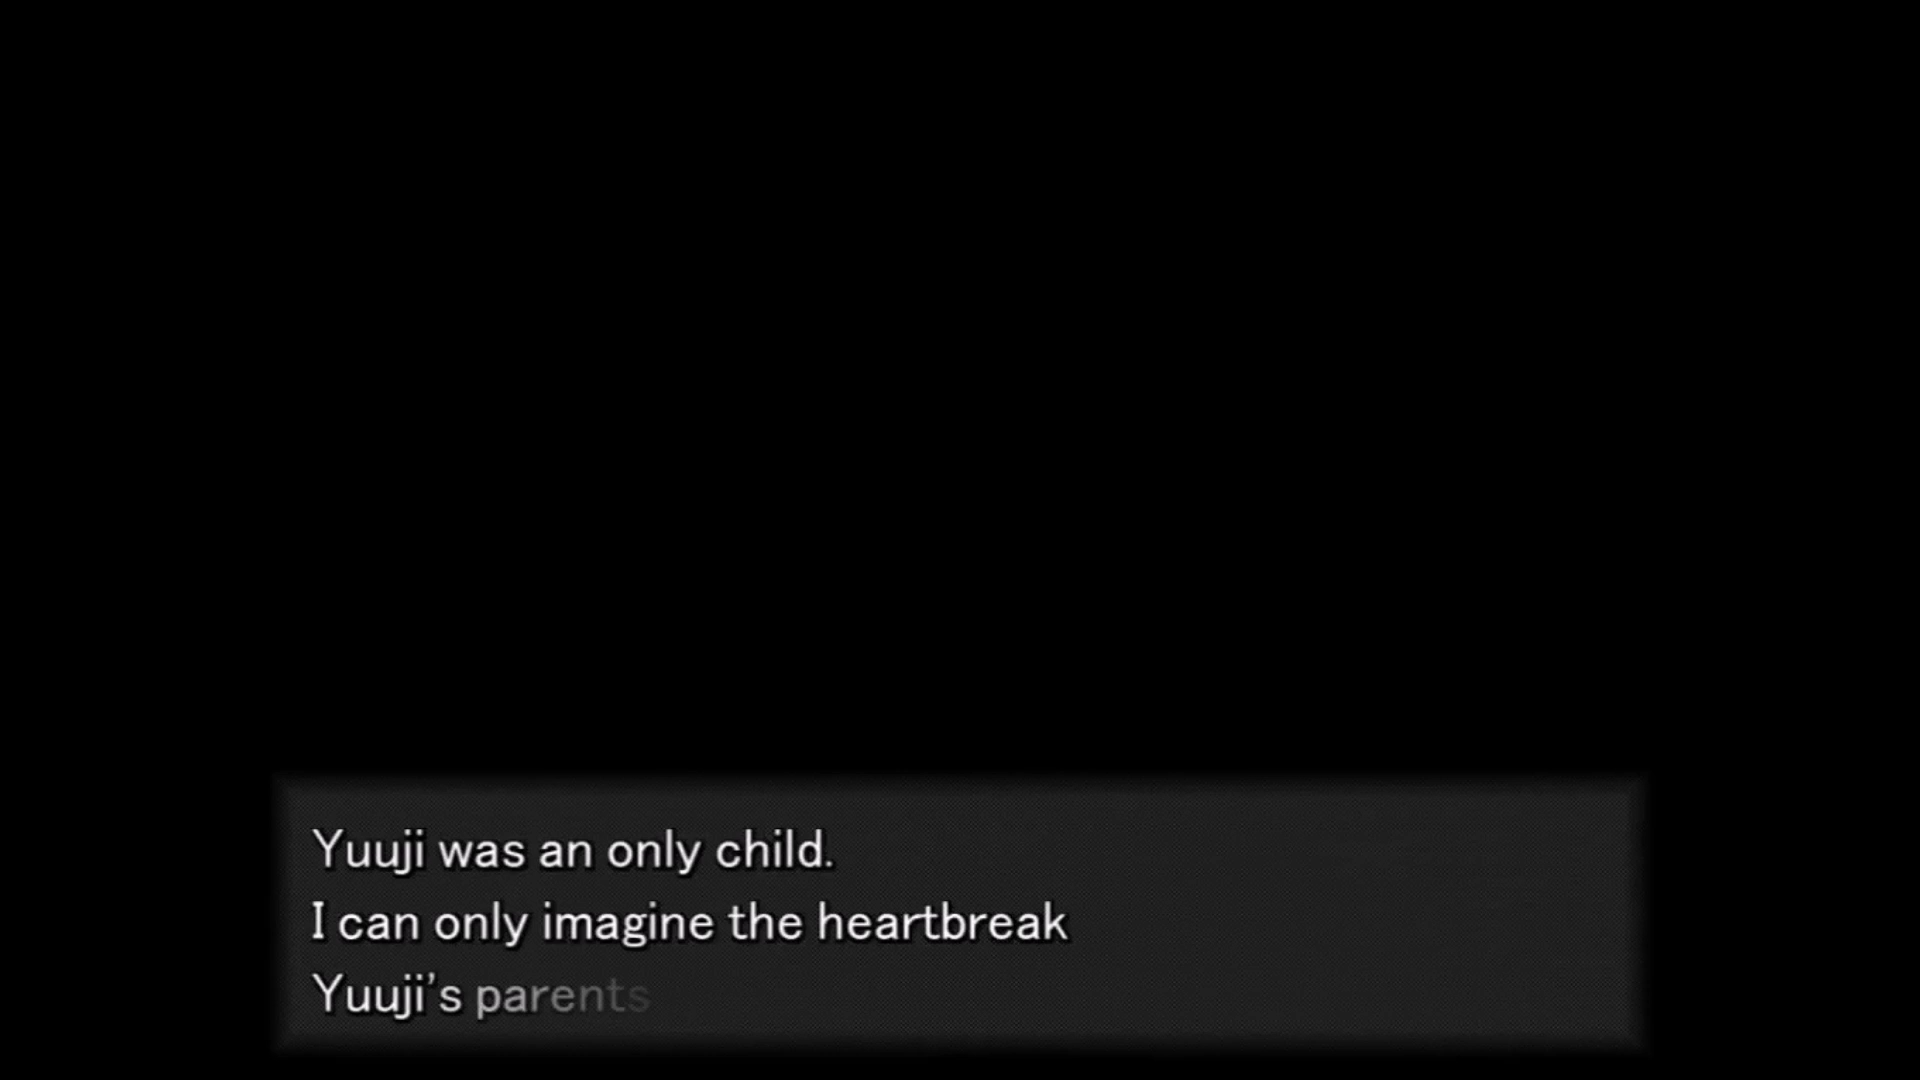 Yuuji was an only child.
I can only imagine the heartbreak
Yuuji's parents